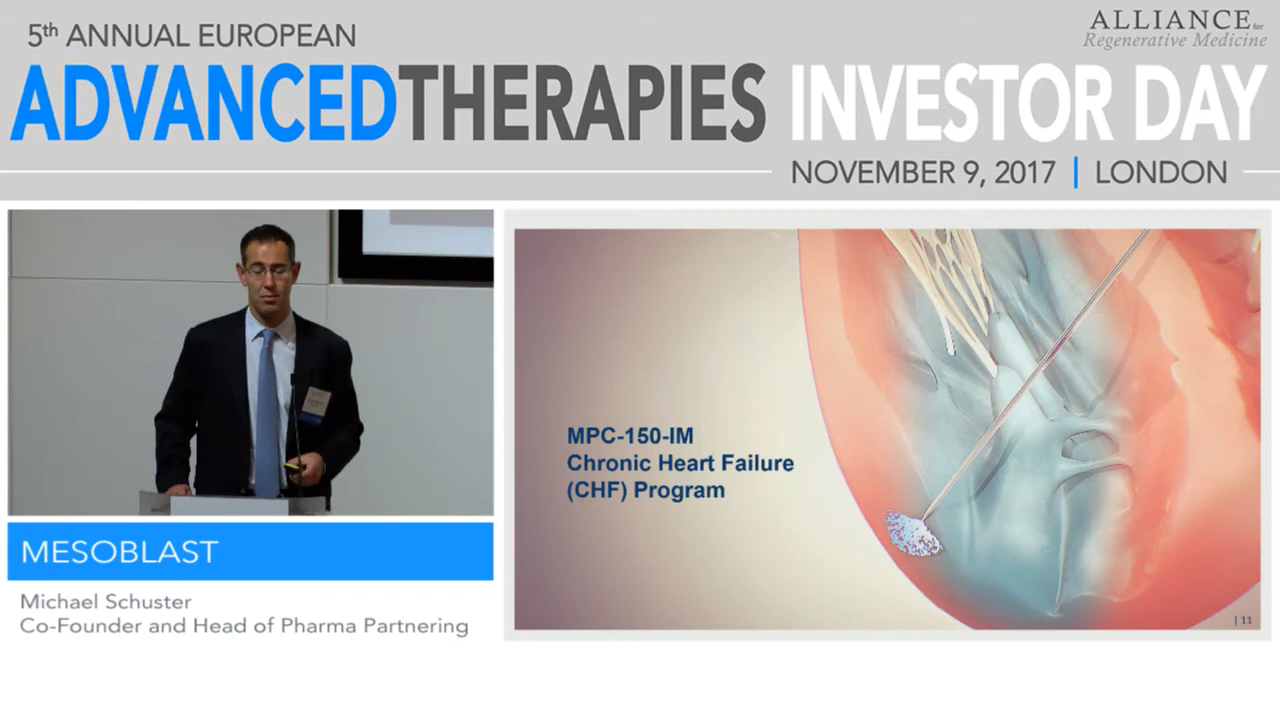 5th ANNUAL EUROPEAN
ADVANCEDTHERAPIES INVESTOR DAY
ALLIANCE for
Regenerative Medicine
NOVEMBER 9, 2017 | LONDON
MESOBLAST
Michael Schuster
Co-Founder and Head of Pharma Partnering
MPC-150-IM
Chronic Heart Failure
(CHF) Program
| 11